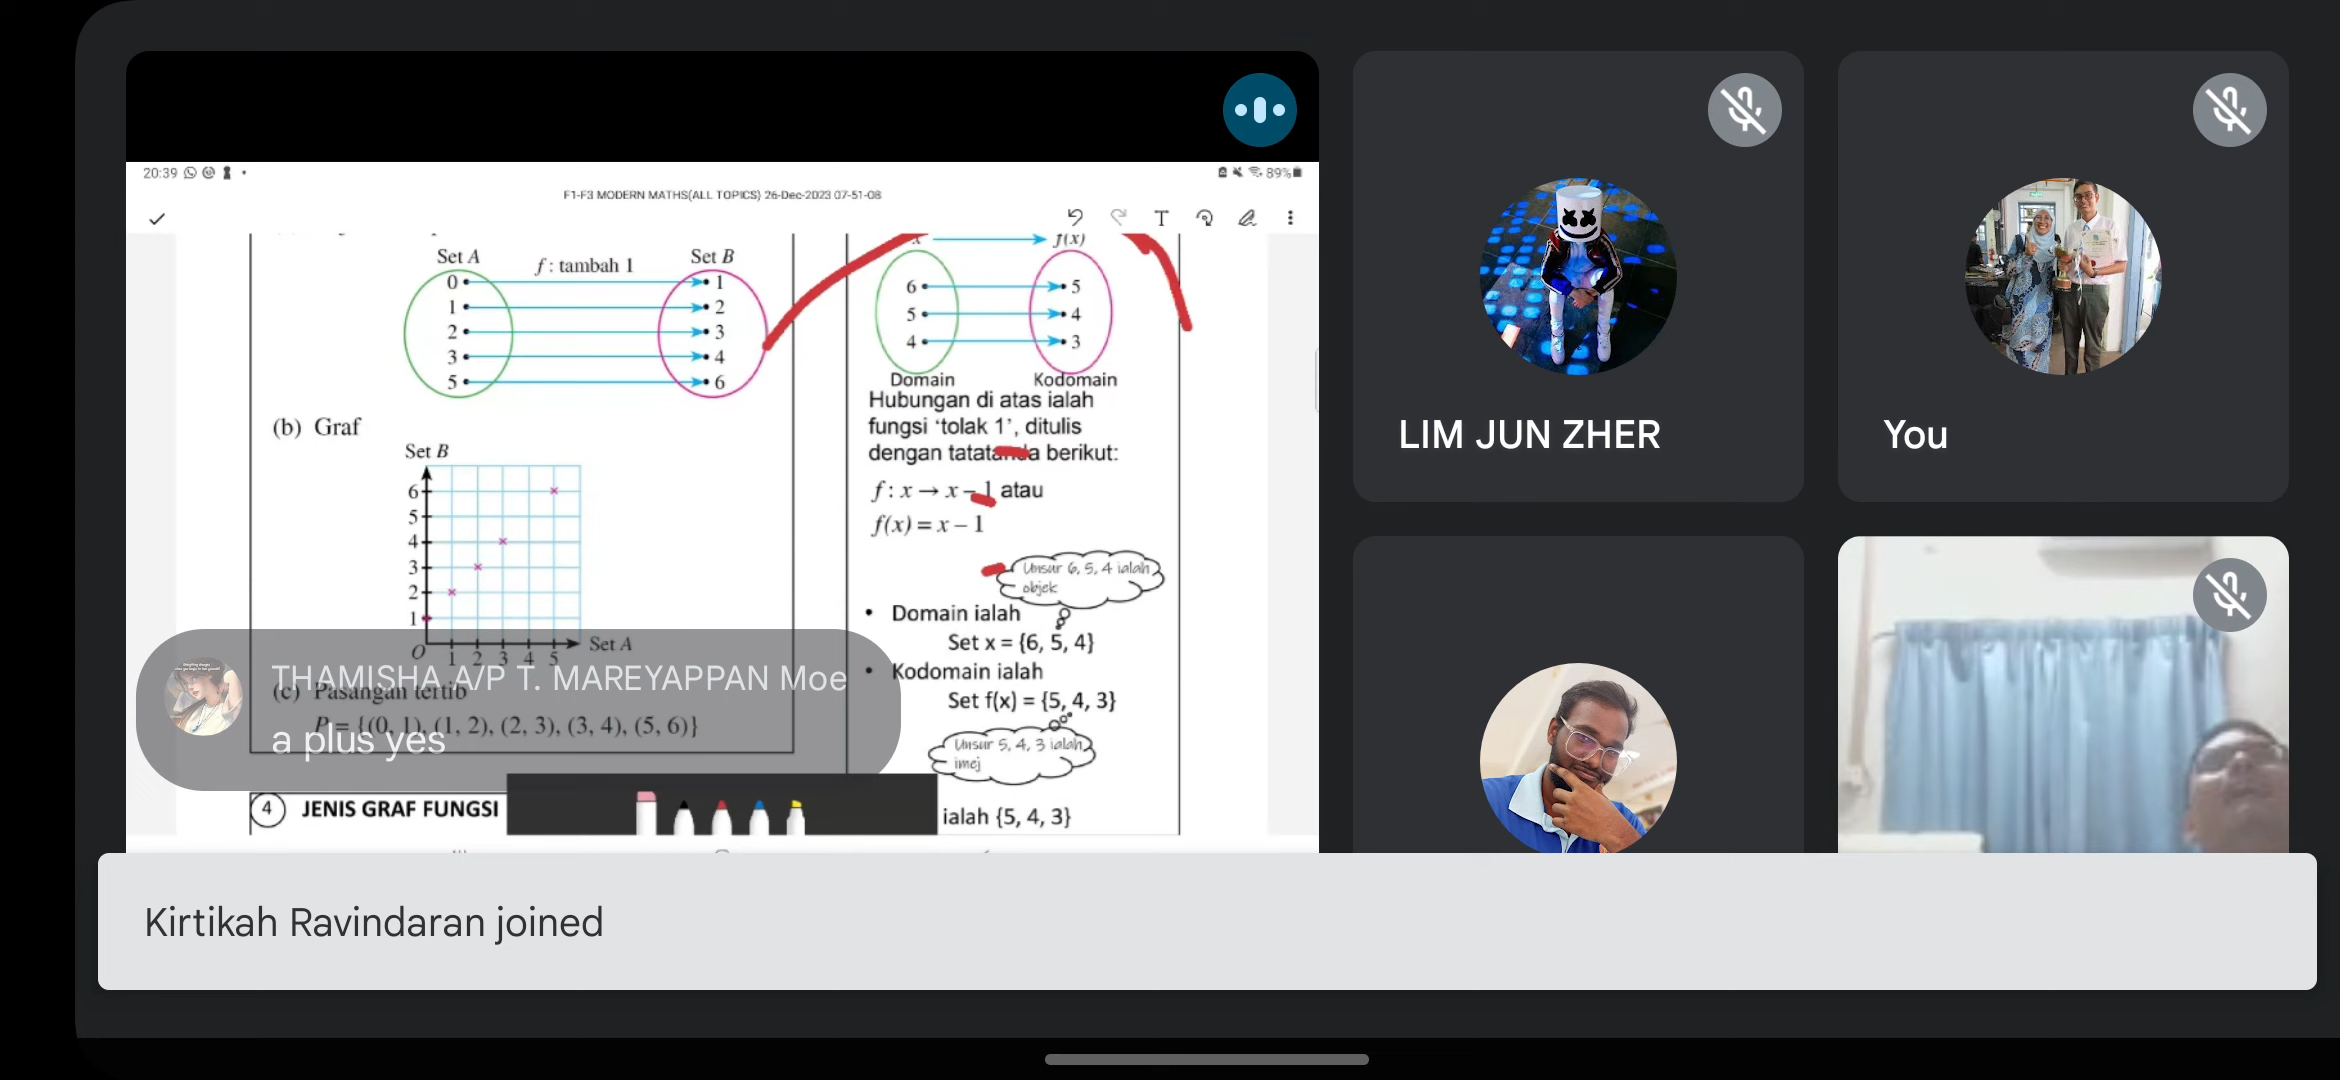 20:39
89%
F1-F3 MODERN MATHS(ALL TOPICS) 26-Dec-2023 07-51-08
T
Set A
f : tambah 1
Set B
0
1
1
2
2
3
3
4
5
6
(b) Graf
Set B
6
5
4
3
2
1
O
1 2 3 4 5
Set A
(c) Pasangan tertib
P = {(0, 1), (1, 2), (2, 3), (3, 4), (5, 6)}
THAMISHA A/P T. MAREYAPPAN Moe
a plus yes
4 JENIS GRAF FUNGSI
x
f(x)
6
5
5
4
4
3
Domain
Kodomain
Hubungan di atas ialah
fungsi ‘tolak 1’, ditulis
dengan tatatanda berikut:
f : x → x – 1 atau
f(x) = x – 1
Unsur 6, 5, 4 ialah
objek
• Domain ialah
Set x = {6, 5, 4}
• Kodomain ialah
Set f(x) = {5, 4, 3}
Unsur 5, 4, 3 ialah
imej
ialah {5, 4, 3}
LIM JUN ZHER
You
Kirtikah Ravindaran joined